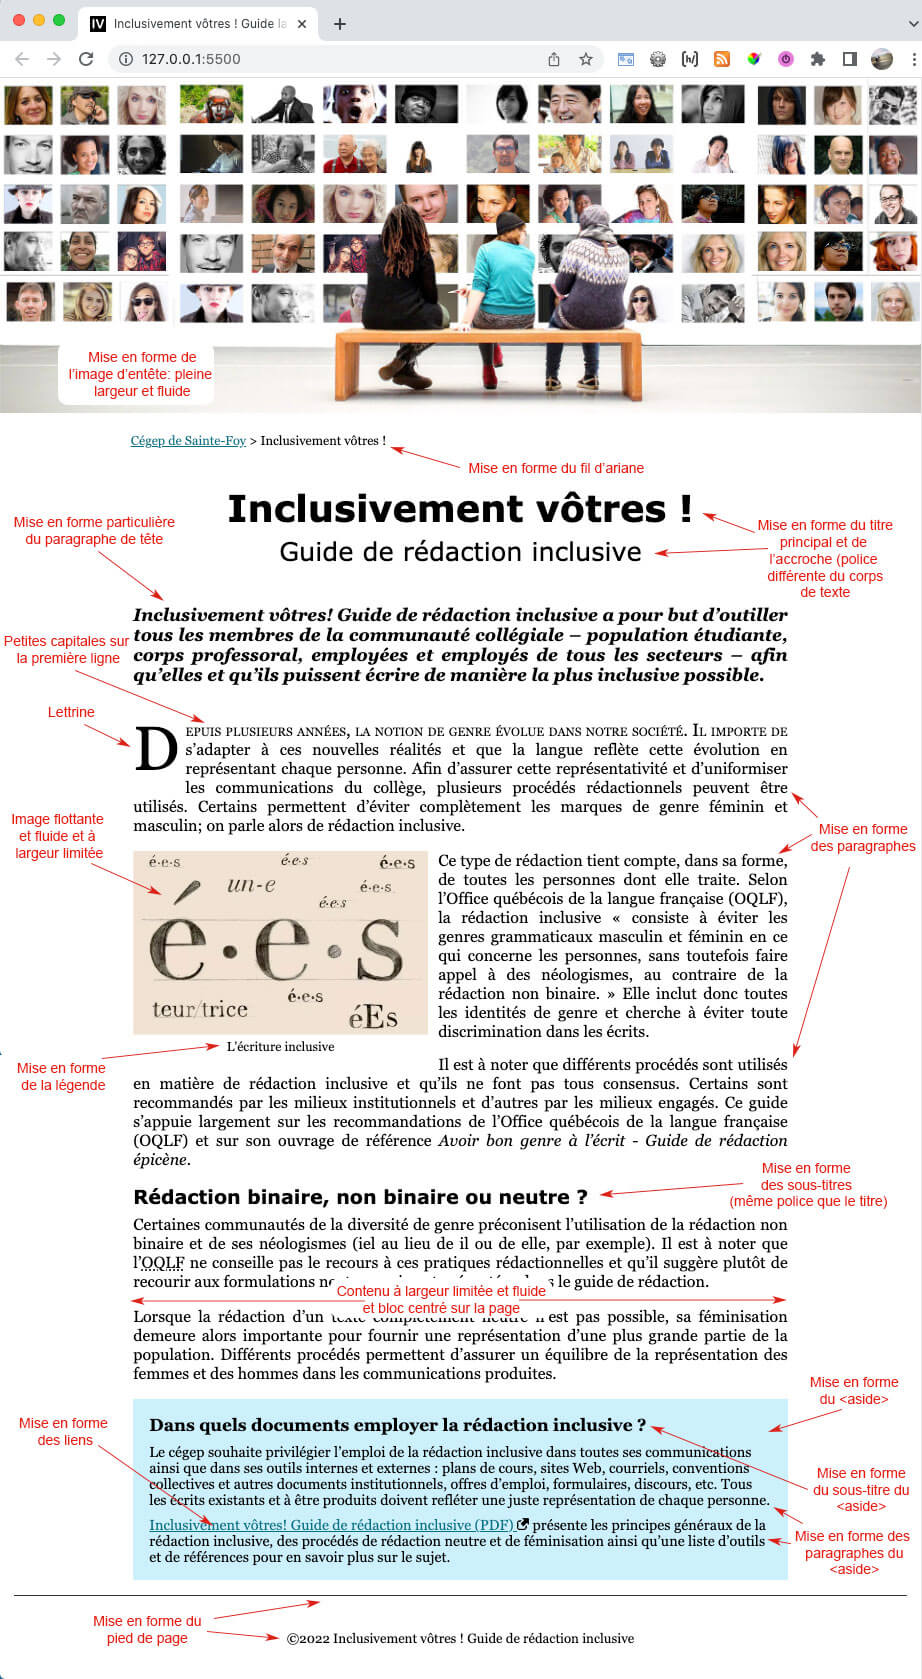 IV Inclusivement vôtres ! Guide la
127.0.0.1:5500
Mise en forme de
l'image d'entête: pleine
largeur et fluide
Cégep de Sainte-Foy > Inclusivement vôtres !
Mise en forme du fil d'ariane
Inclusivement vôtres !
Guide de rédaction inclusive
Mise en forme du titre
principal et de
l'accroche (police
différente du corps
de texte
Mise en forme particulière
du paragraphe de tête
Inclusivement vôtres! Guide de rédaction inclusive a pour but d'outiller
tous les membres de la communauté collégiale – population étudiante,
corps professoral, employées et employés de tous les secteurs – afin
qu'elles et qu'ils puissent écrire de manière la plus inclusive possible.
Petites capitales sur
la première ligne
Lettrine
Depuis plusieurs années, la notion de genre évolue dans notre société. Il importe de
s'adapter à ces nouvelles réalités et que la langue reflète cette évolution en
représentant chaque personne. Afin d'assurer cette représentativité et d'uniformiser
les communications du collège, plusieurs procédés rédactionnels peuvent être
utilisés. Certains permettent d'éviter complètement les marques de genre féminin et
masculin; on parle alors de rédaction inclusive.
Mise en forme
des paragraphes
Image flottante
et fluide et à
largeur limitée
é·e·s é·e·s é·e·s
un-e é·e·s
é·e·s
é·e·s
teur/trice é·e·s éEs
L'écriture inclusive
Mise en forme
de la légende
Ce type de rédaction tient compte, dans sa forme,
de toutes les personnes dont elle traite. Selon
l'Office québécois de la langue française (OQLF),
la rédaction inclusive « consiste à éviter les
genres grammaticaux masculin et féminin en ce
qui concerne les personnes, sans toutefois faire
appel à des néologismes, au contraire de la
rédaction non binaire. » Elle inclut donc toutes
les identités de genre et cherche à éviter toute
discrimination dans les écrits.
Il est à noter que différents procédés sont utilisés
en matière de rédaction inclusive et qu'ils ne font pas tous consensus. Certains sont
recommandés par les milieux institutionnels et d'autres par les milieux engagés. Ce guide
s'appuie largement sur les recommandations de l'Office québécois de la langue française
(OQLF) et sur son ouvrage de référence Avoir bon genre à l'écrit - Guide de rédaction
épicène.
Mise en forme
des sous-titres
(même police que le titre)
Rédaction binaire, non binaire ou neutre ?
Certaines communautés de la diversité de genre préconisent l'utilisation de la rédaction non
binaire et de ses néologismes (iel au lieu de il ou de elle, par exemple). Il est à noter que
l'OQLF ne conseille pas le recours à ces pratiques rédactionnelles et qu'il suggère plutôt de
recourir aux formulations le guide de rédaction.
Contenu à largeur limitée et fluide
et bloc centré sur la page
Lorsque la rédaction d'un texte complètement neutre n'est pas possible, sa féminisation
demeure alors importante pour fournir une représentation d'une plus grande partie de la
population. Différents procédés permettent d'assurer un équilibre de la représentation des
femmes et des hommes dans les communications produites.
Mise en forme
du <aside>
Mise en forme
des liens
Dans quels documents employer la rédaction inclusive ?
Le cégep souhaite privilégier l'emploi de la rédaction inclusive dans toutes ses communications
ainsi que dans ses outils internes et externes : plans de cours, sites Web, courriels, conventions
collectives et autres documents institutionnels, offres d'emploi, formulaires, discours, etc. Tous
les écrits existants et à être produits doivent refléter une juste représentation de chaque personne.
Mise en forme
du sous-titre du
<aside>
Inclusivement vôtres! Guide de rédaction inclusive (PDF) présente les principes généraux de la
rédaction inclusive, des procédés de rédaction neutre et de féminisation ainsi qu'une liste d'outils
et de références pour en savoir plus sur le sujet.
Mise en forme des
paragraphes du
<aside>
Mise en forme du
pied de page
©2022 Inclusivement vôtres ! Guide de rédaction inclusive